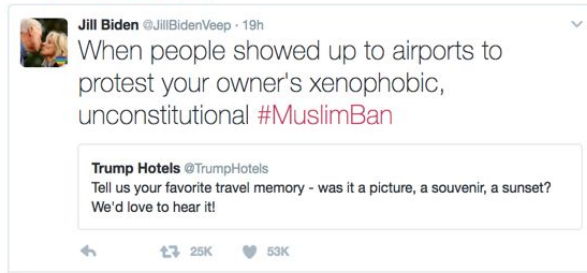 Jill Biden @JillBidenVeep · 19h
When people showed up to airports to
protest your owner's xenophobic,
unconstitutional #MuslimBan
Trump Hotels @TrumpHotels
Tell us your favorite travel memory - was it a picture, a souvenir, a sunset?
We'd love to hear it!
25K 53K